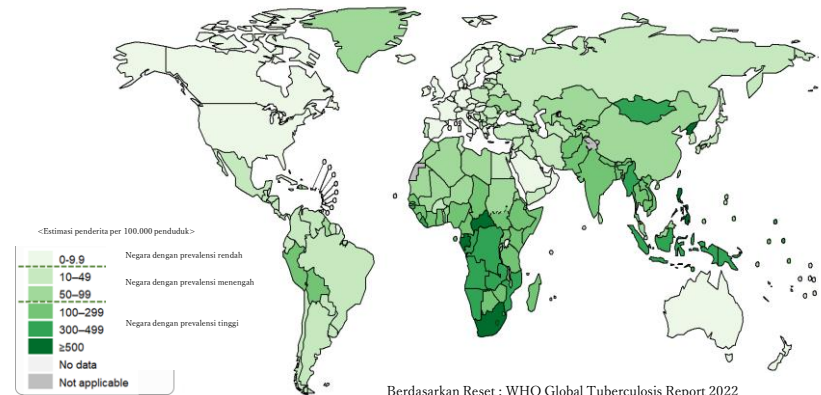 <Estimasi penderita per 100.000 penduduk>
0-9.9 Negara dengan prevalensi rendah
10–49
Negara dengan prevalensi menengah
50–99
100–299
300–499 Negara dengan prevalensi tinggi
≥500
No data
Not applicable
Berdasarkan Reset : WHO Global Tuberculosis Report 2022